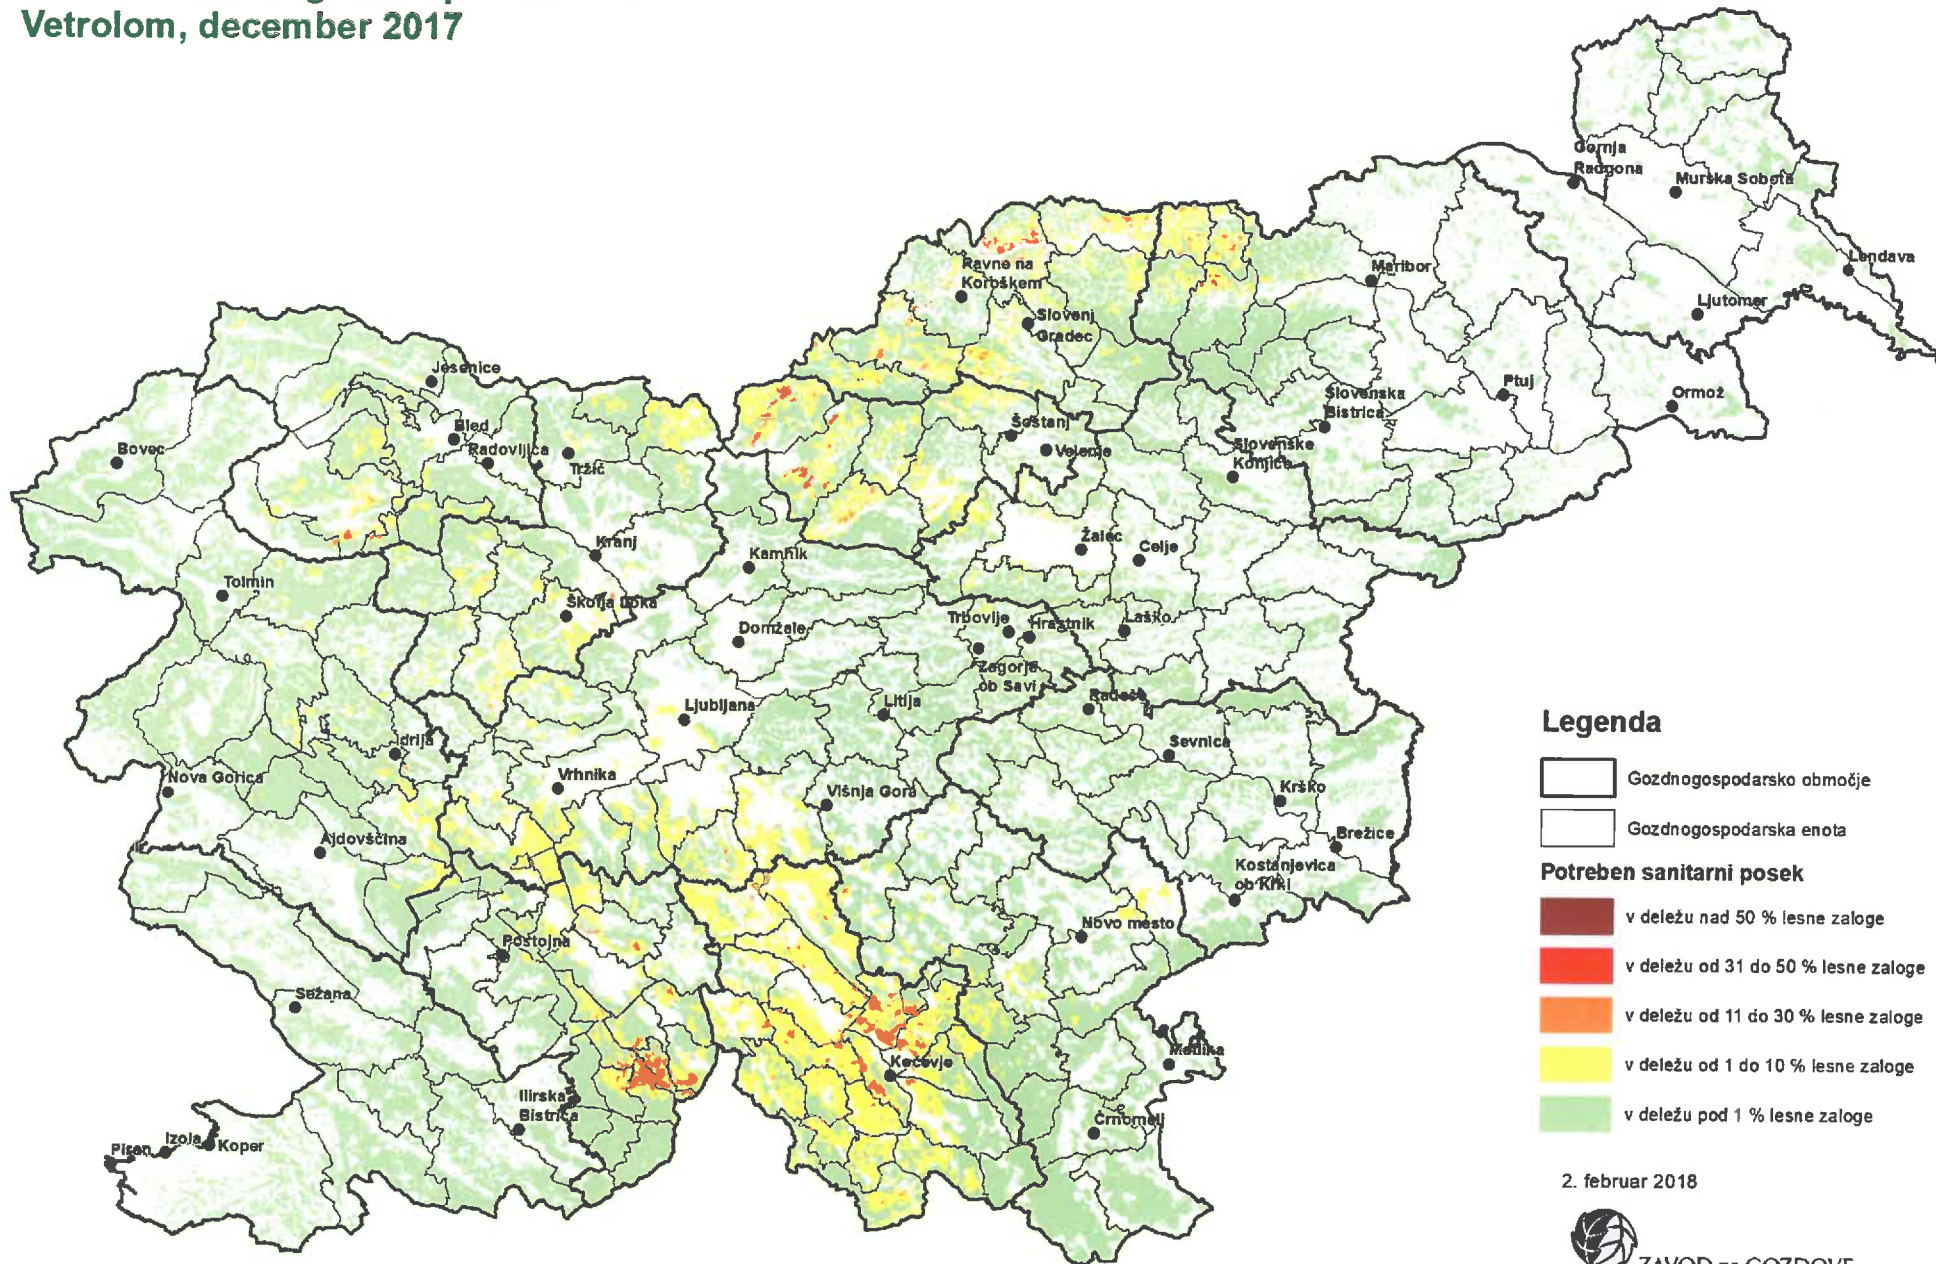 Vetrolom, december 2017
Gornja
Radgona
Murska Sobota
Lendava
Ljutomer
Maribor
Ravne na
Koroškem
Slovenj
Gradec
Jesenice
Ptuj
Ormož
Slovenska
Bistrica
Bled
Šoštanj
Bovec
Radovljica
Velenje
Tržič
Slovenske
Konjice
Kranj
Žalec
Celje
Kamnik
Tolmin
Škofja Loka
Trbovlje
Hrastnik
Laško
Domžale
Zagorje
ob Savi
Radeče
Litija
Ljubljana
Idrija
Sevnica
Nova Gorica
Vrhnika
Višnja Gora
Krško
Brežice
Ajdovščina
Kostanjevica
ob Krki
Novo mesto
Postojna
Sežana
Metlika
Kočevje
Ilirska
Bistrica
Črnomelj
Piran
Izola
Koper
Legenda
Gozdnogospodarsko območje
Gozdnogospodarska enota
Potreben sanitarni posek
v deležu nad 50 % lesne zaloge
v deležu od 31 do 50 % lesne zaloge
v deležu od 11 do 30 % lesne zaloge
v deležu od 1 do 10 % lesne zaloge
v deležu pod 1 % lesne zaloge
2. februar 2018
ZAVOD za GOZDOVE